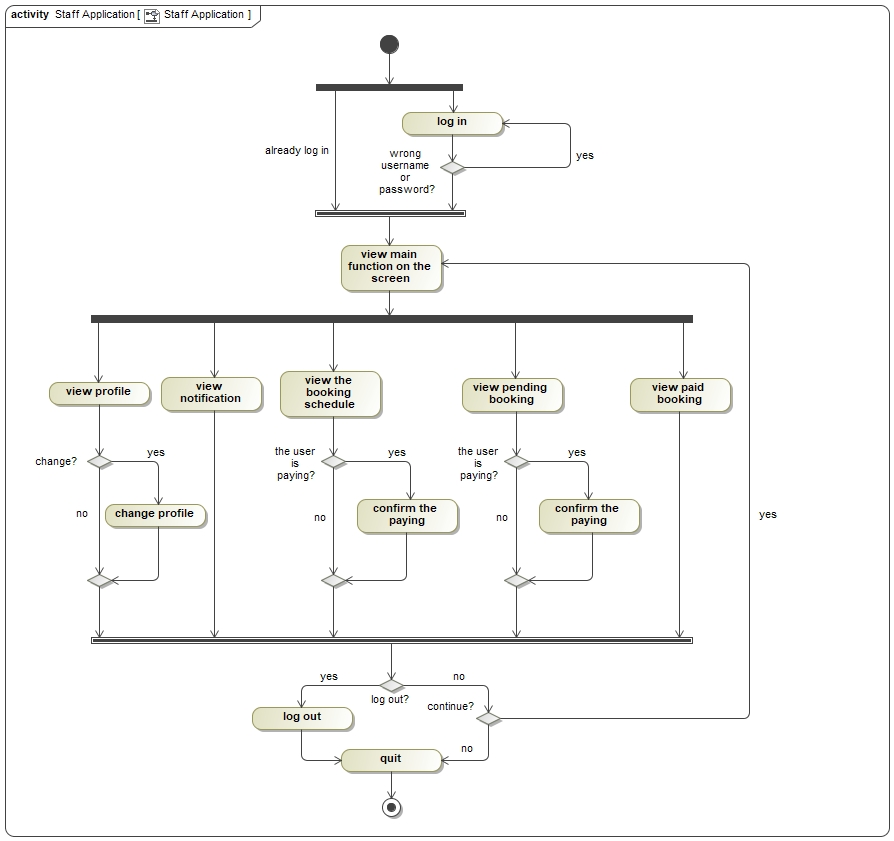 activity Staff Application [ Staff Application ]
log in
already log in
wrong
username
or
password?
yes
view main
function on the
screen
view profile
view
notification
view the
booking
schedule
view pending
booking
view paid
booking
change?
yes
the user
is
paying?
yes
the user
is
paying?
yes
no
change profile
no
confirm the
paying
no
confirm the
paying
yes
yes
no
log out?
continue?
log out
no
quit